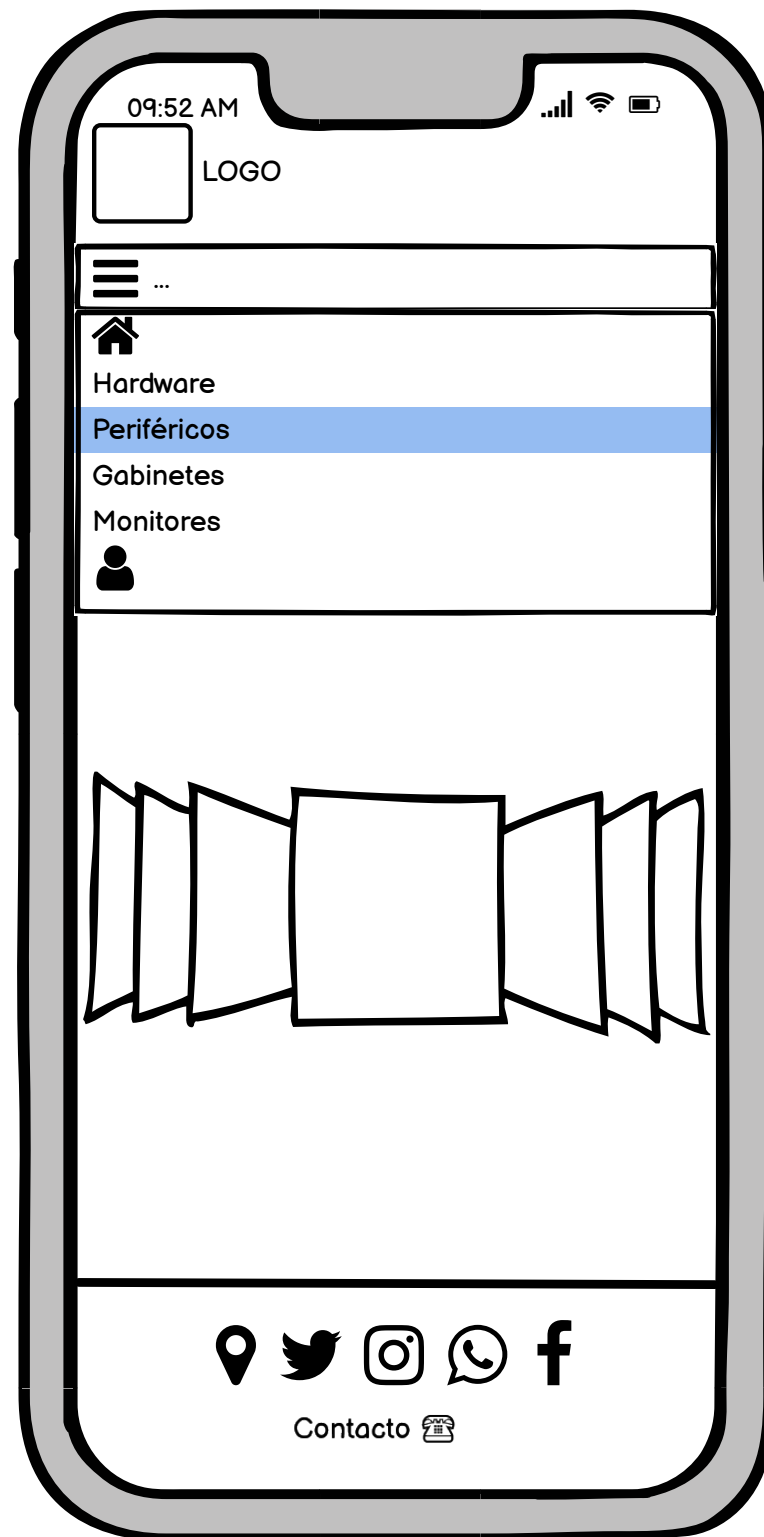 09:52 AM
LOGO
...
Hardware
Periféricos
Gabinetes
Monitores
Contacto